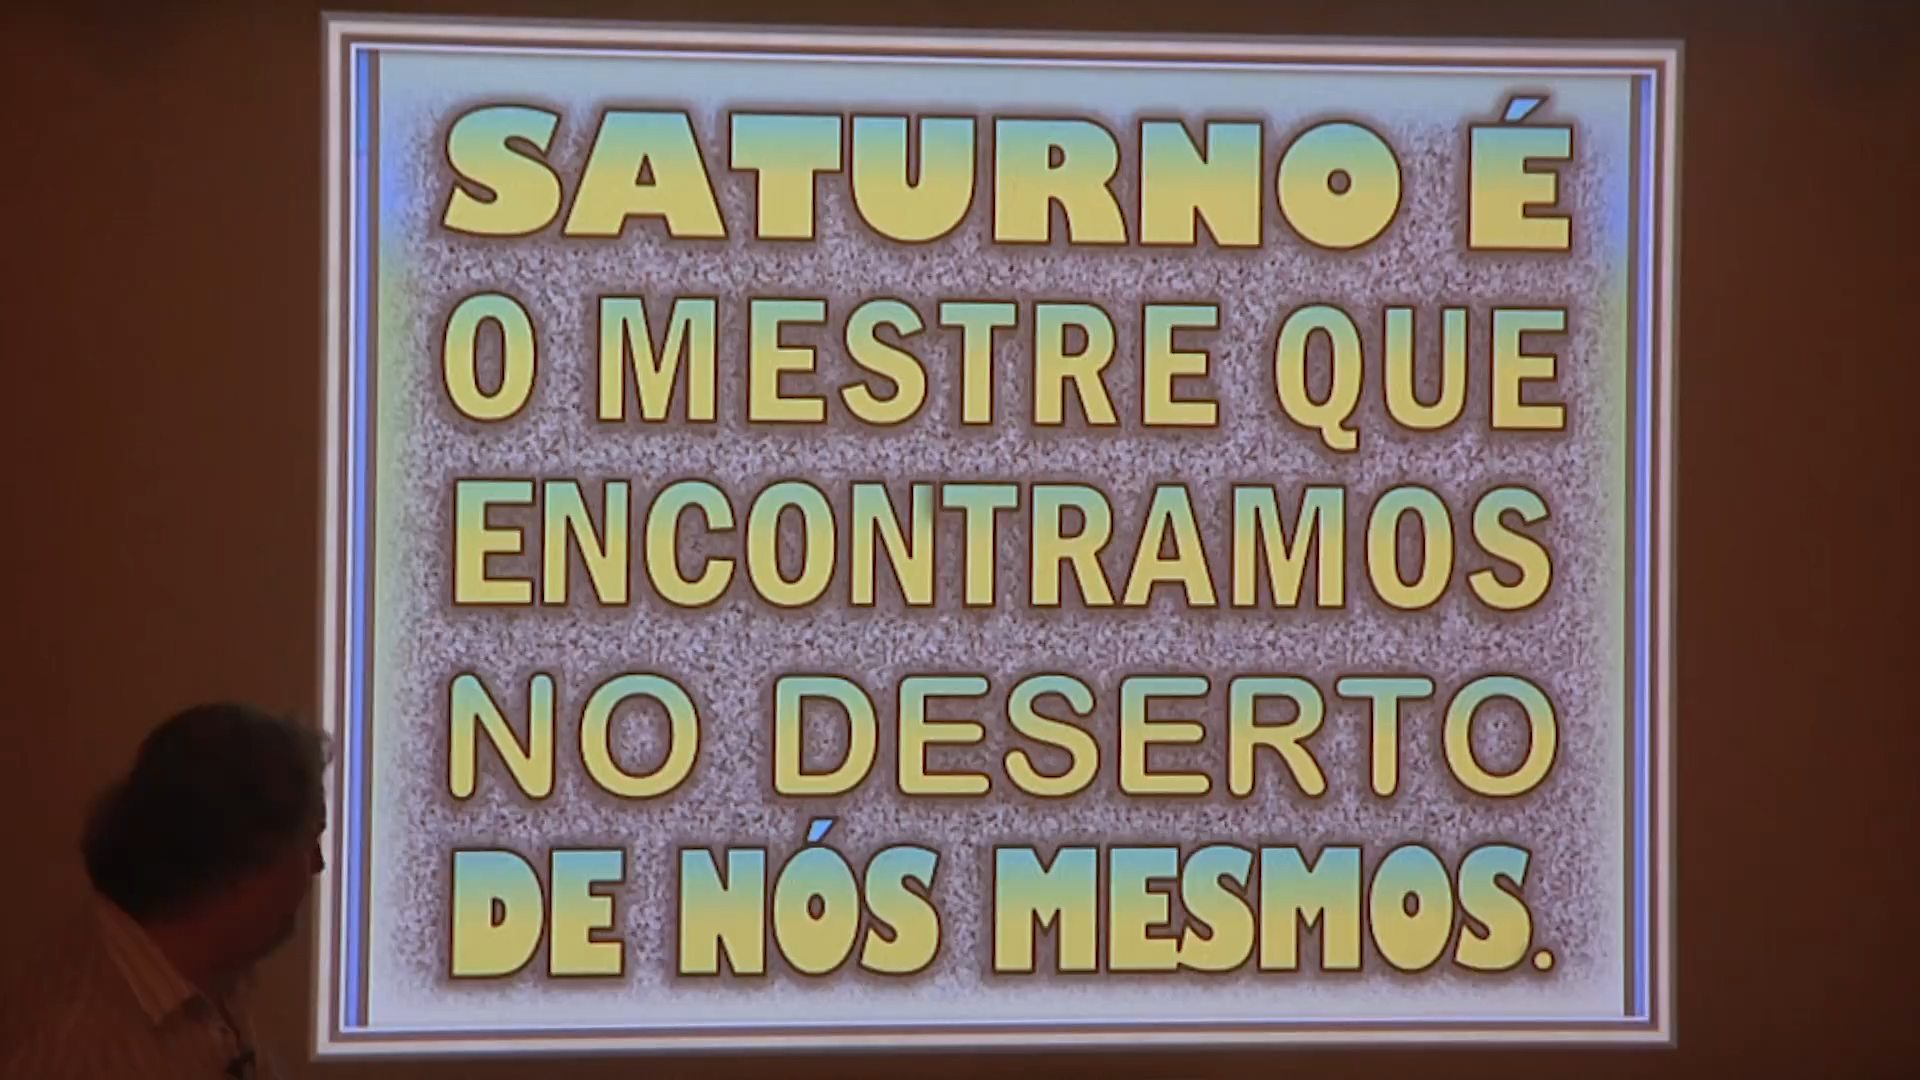 SATURNO É
O MESTRE QUE
ENCONTRAMOS
NO DESERTO
DE NÓS MESMOS.